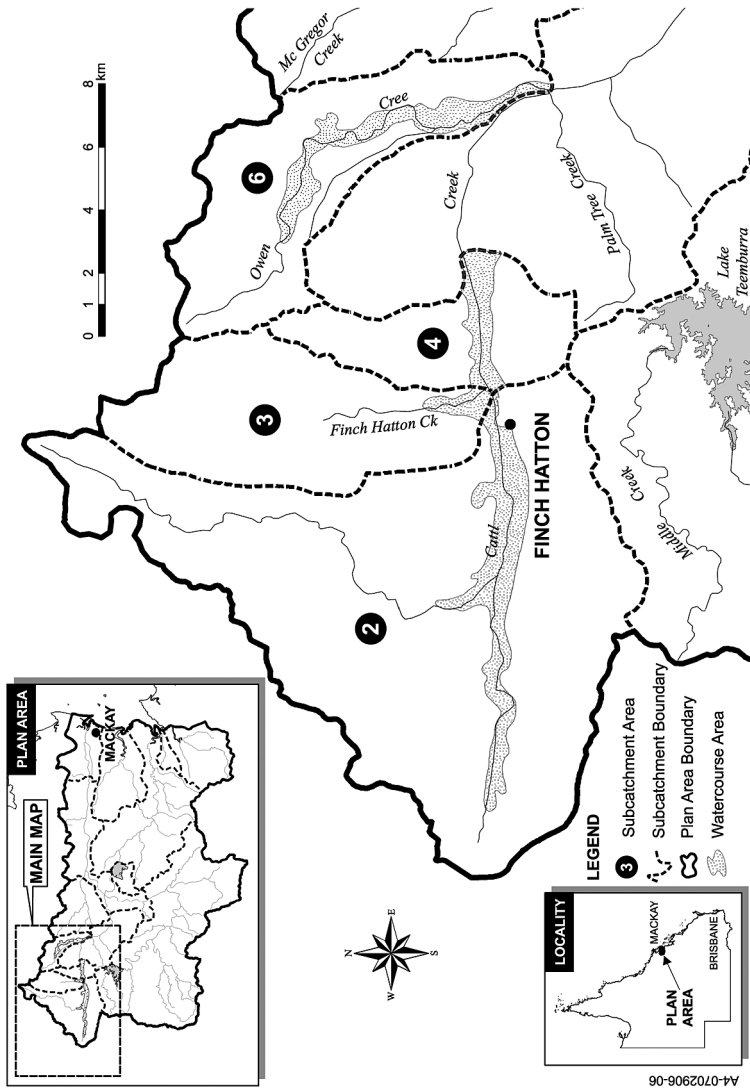 Mc Gregor
Creek
0 1 2 4 6 8
km
6
Owen
Cree
Creek
Palm Tree Creek
Lake
Teemburra
4
3
Finch Hatton Ck
FINCH HATTON
Cattl
Middle Creek
2
PLAN AREA
MACKAY
MAIN MAP
LEGEND
3 Subcatchment Area
Subcatchment Boundary
Plan Area Boundary
Watercourse Area
N
E
S
W
LOCALITY
MACKAY
PLAN
AREA
BRISBANE
A4-0702906-06